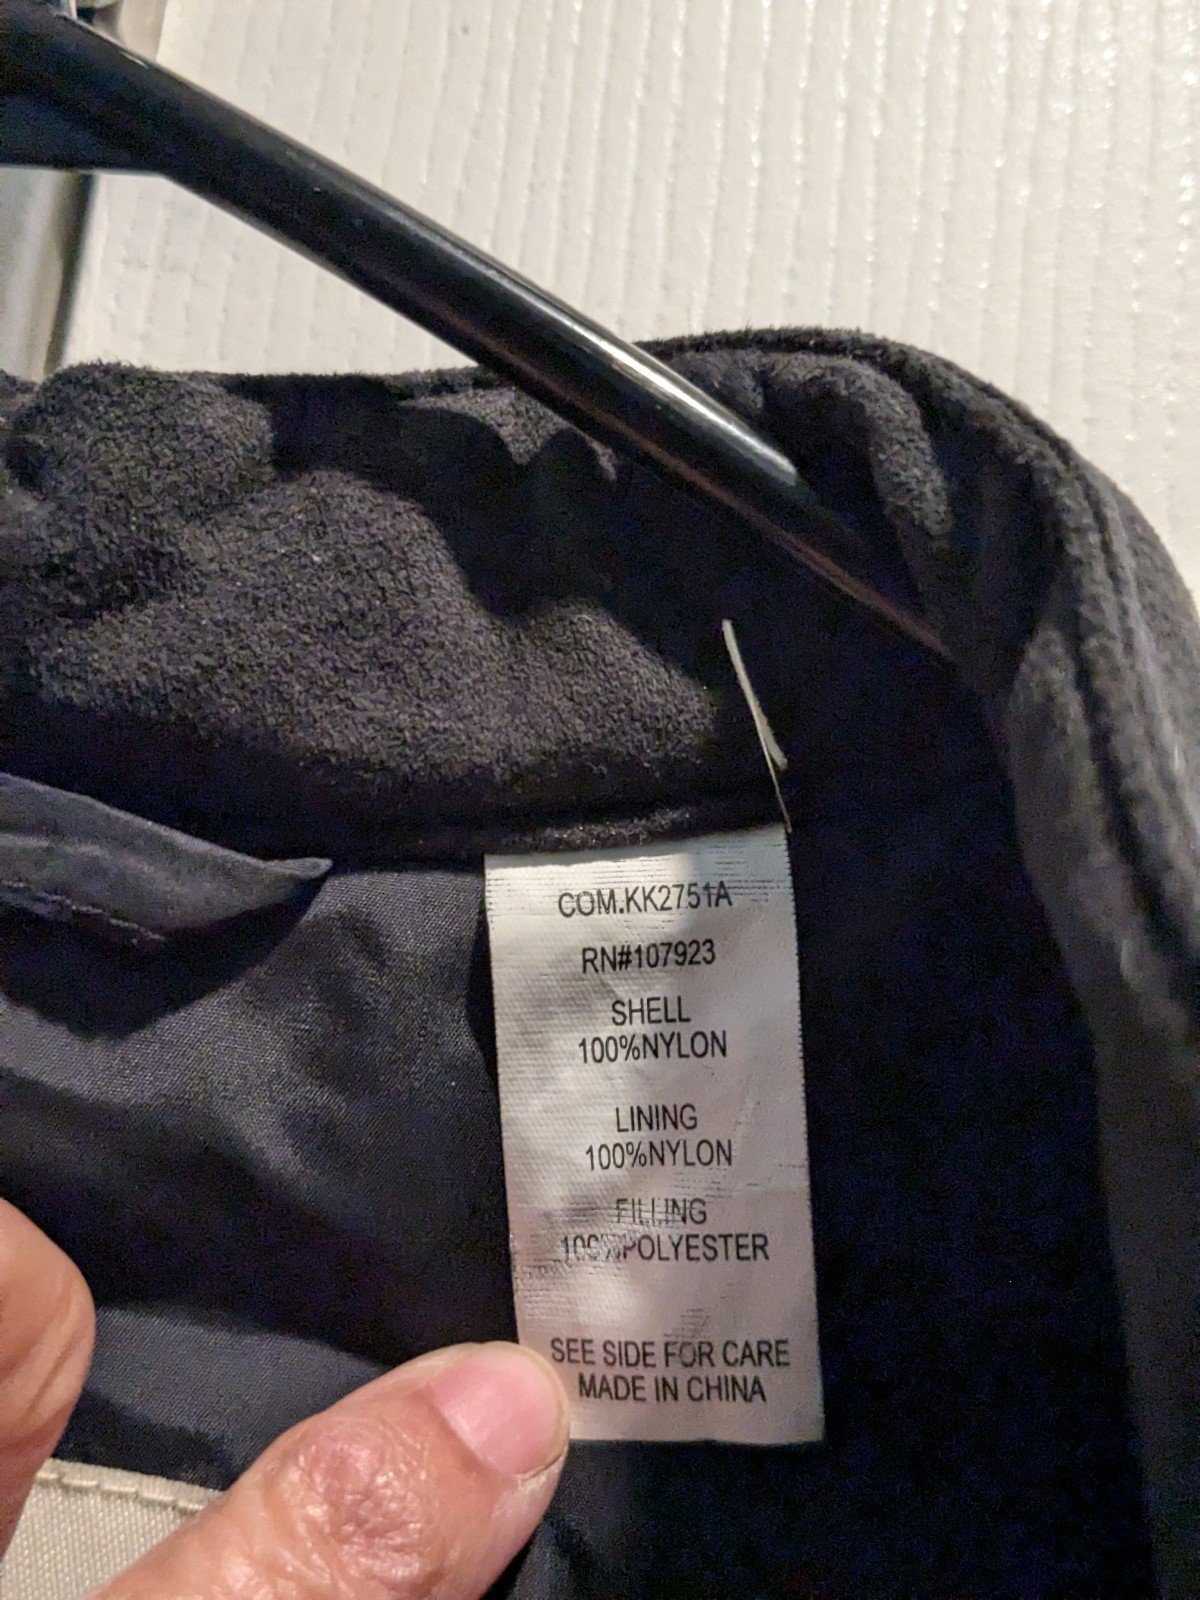 COM.KK2751A
RN#107923
SHELL
100%NYLON
LINING
100%NYLON
FILLING
100%POLYESTER
SEE SIDE FOR CARE
MADE IN CHINA